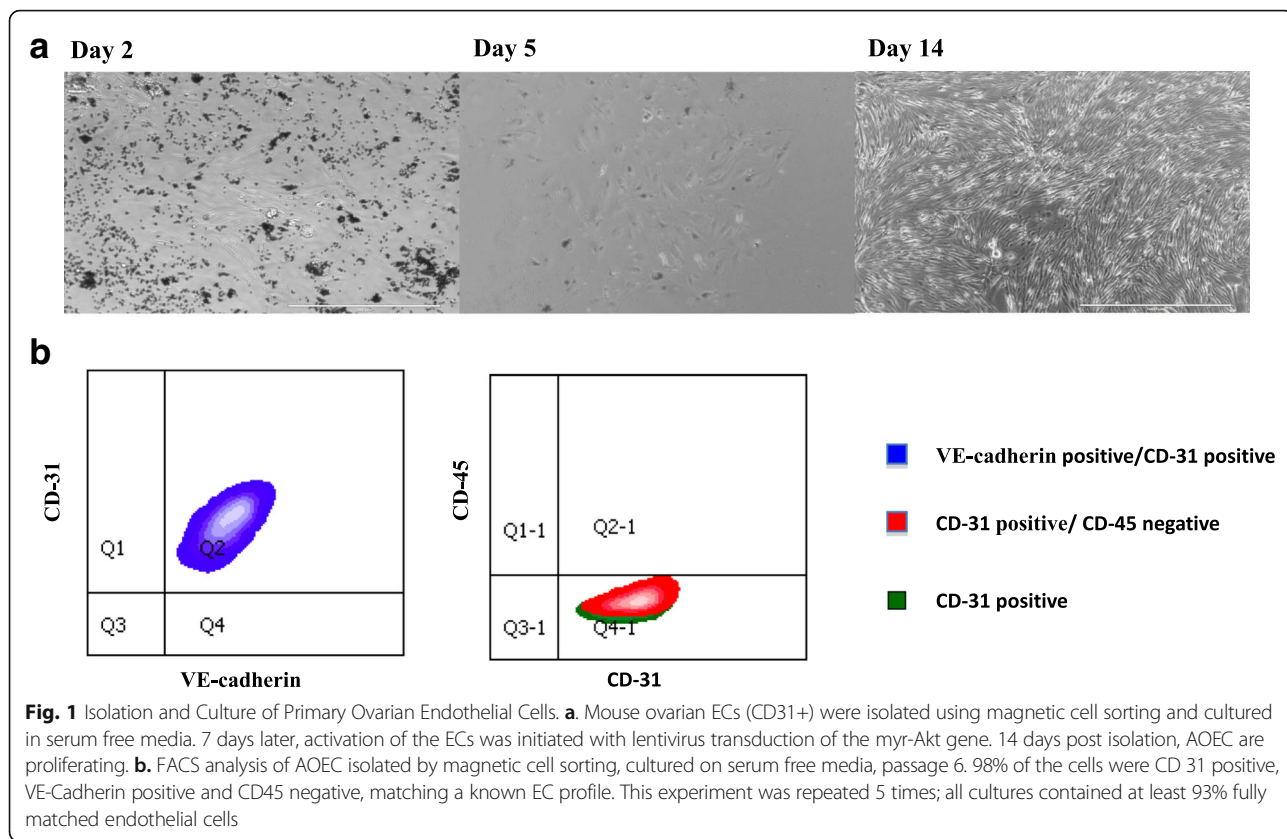 a Day 2 Day 5 Day 14
b
CD-31
Q1 Q2
Q3 Q4
VE-cadherin
CD-45
Q1-1 Q2-1
Q3-1 Q4-1
CD-31
VE-cadherin positive/CD-31 positive
CD-31 positive/ CD-45 negative
CD-31 positive
Fig. 1 Isolation and Culture of Primary Ovarian Endothelial Cells. a. Mouse ovarian ECs (CD31+) were isolated using magnetic cell sorting and cultured
in serum free media. 7 days later, activation of the ECs was initiated with lentivirus transduction of the myr-Akt gene. 14 days post isolation, AOEC are
proliferating. b. FACS analysis of AOEC isolated by magnetic cell sorting, cultured on serum free media, passage 6. 98% of the cells were CD 31 positive,
VE-Cadherin positive and CD45 negative, matching a known EC profile. This experiment was repeated 5 times; all cultures contained at least 93% fully
matched endothelial cells